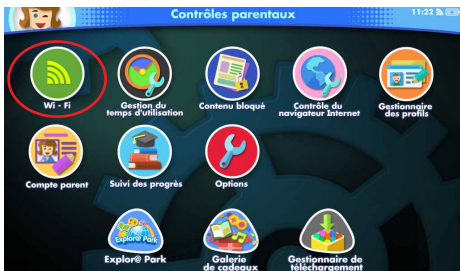 Contrôles parentaux
11:22
Wi - Fi
Gestion du
temps d'utilisation
Contenu bloqué
Contrôle du
navigateur Internet
Gestionnaire
des profils
Compte parent
Suivi des progrès
Options
Explor@ Park
Explor@ Park
Galerie
de cadeaux
Gestionnaire de
téléchargement